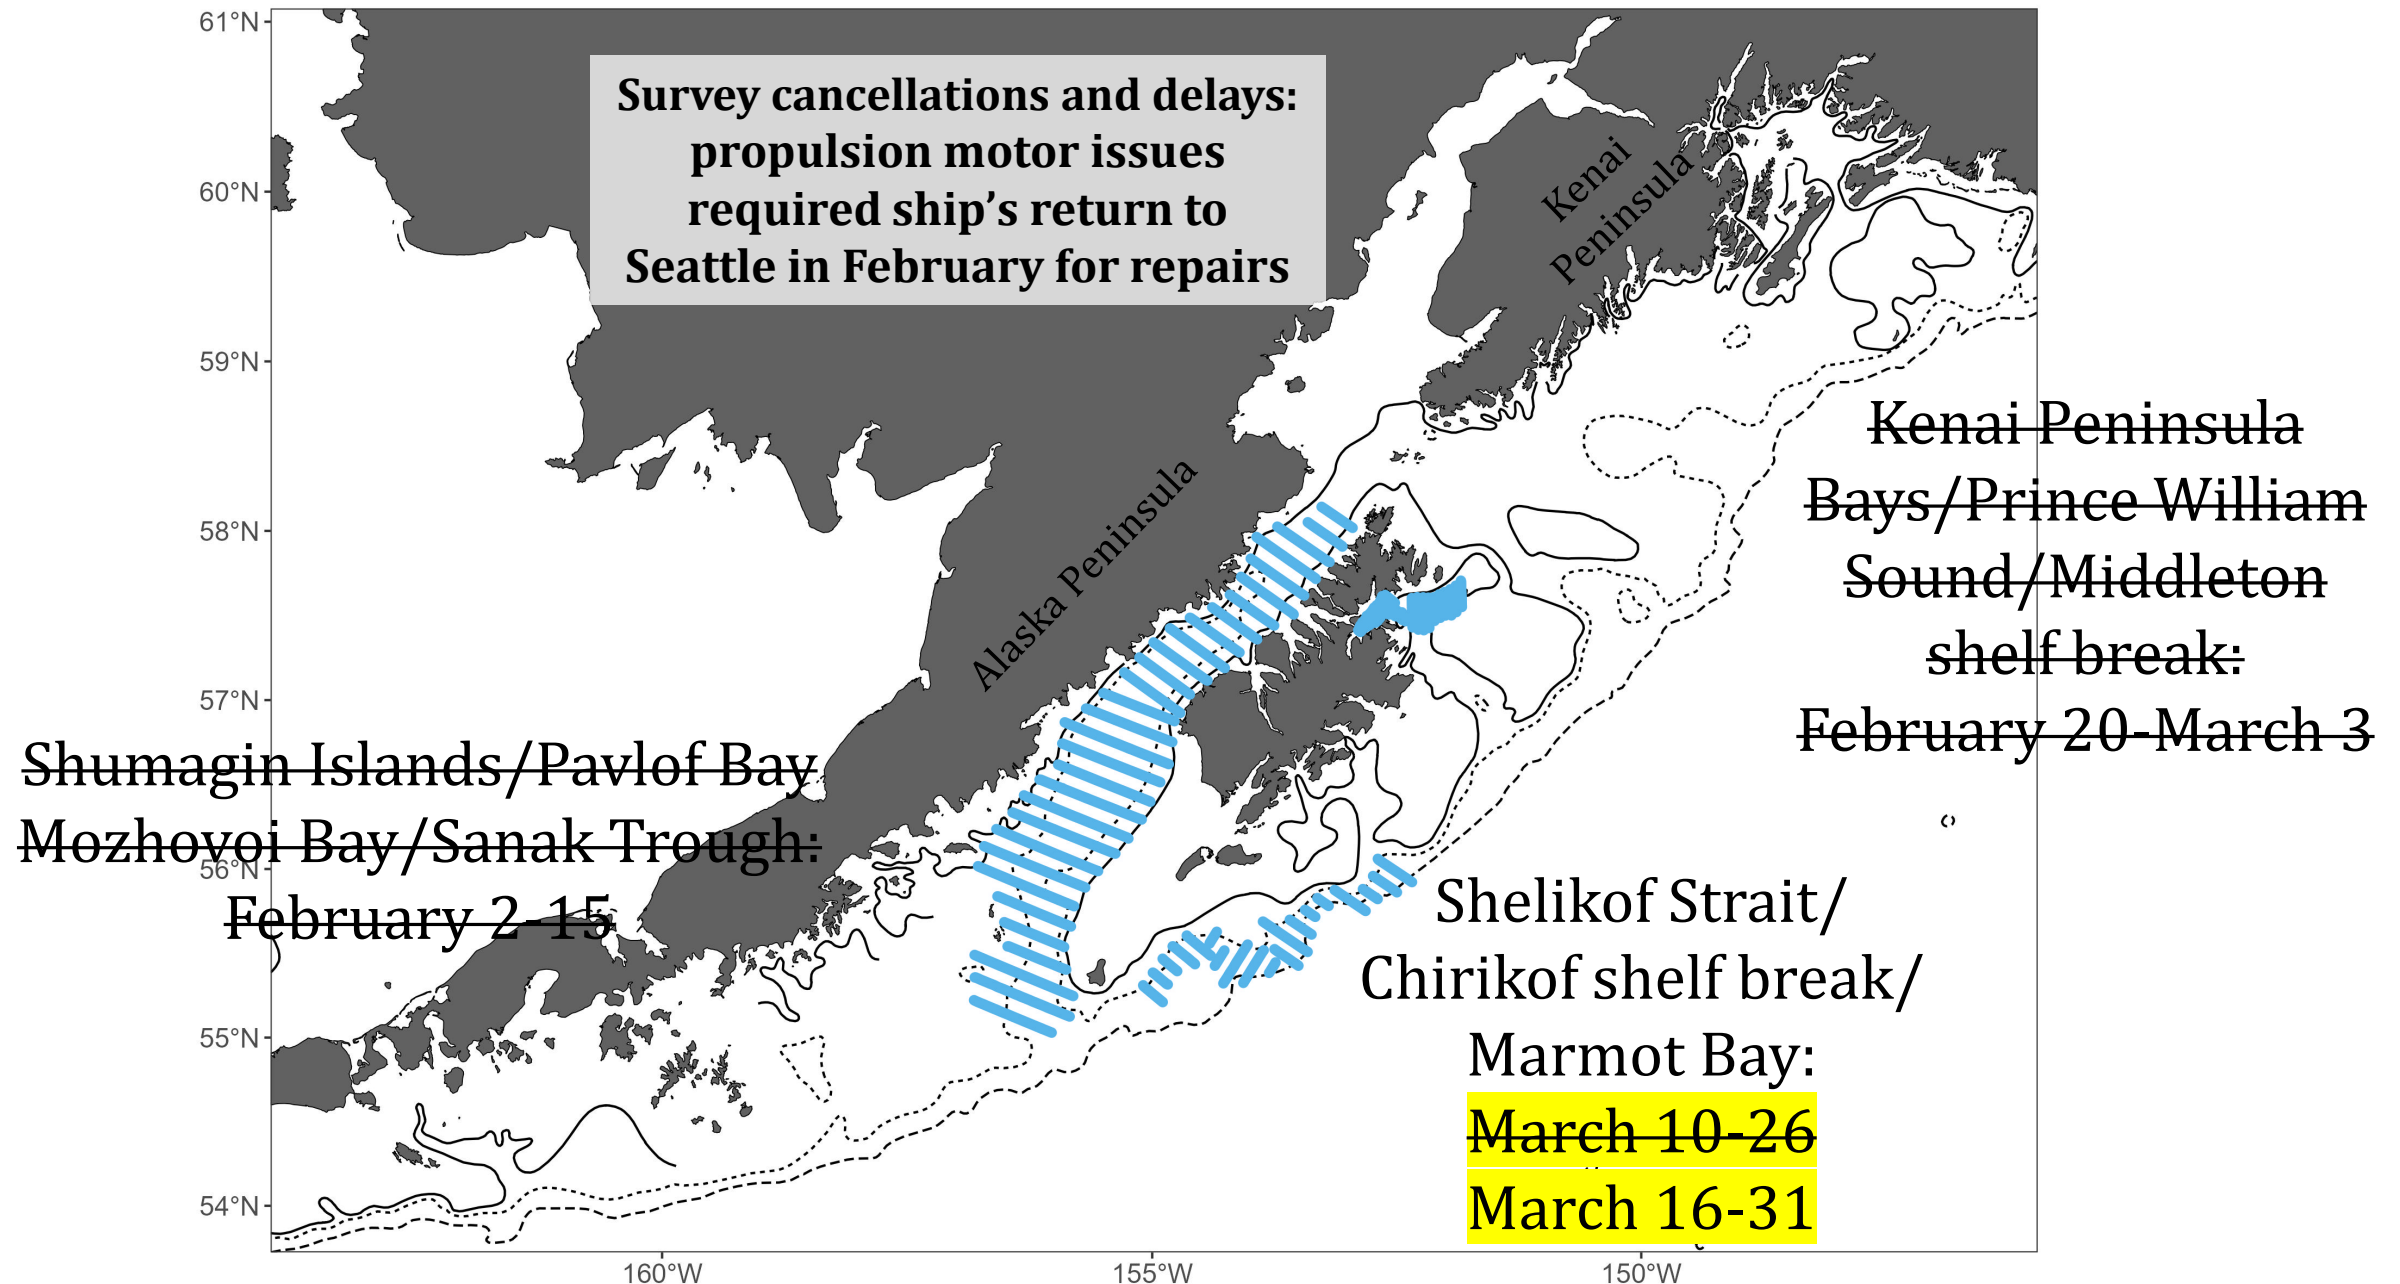 61°N
60°N
59°N
58°N
57°N
56°N
55°N
54°N
160°W
155°W
150°W
Survey cancellations and delays:
propulsion motor issues
required ship's return to
Seattle in February for repairs
Kenai
Peninsula
Alaska Peninsula
Kenai Peninsula
Bays/Prince William
Sound/Middleton
shelf break:
February 20-March 3
Shumagin Islands/Pavlof Bay
Mozhovoi Bay/Sanak Trough:
February 2-15
Shelikof Strait/
Chirikof shelf break/
Marmot Bay:
March 10-26
March 16-31